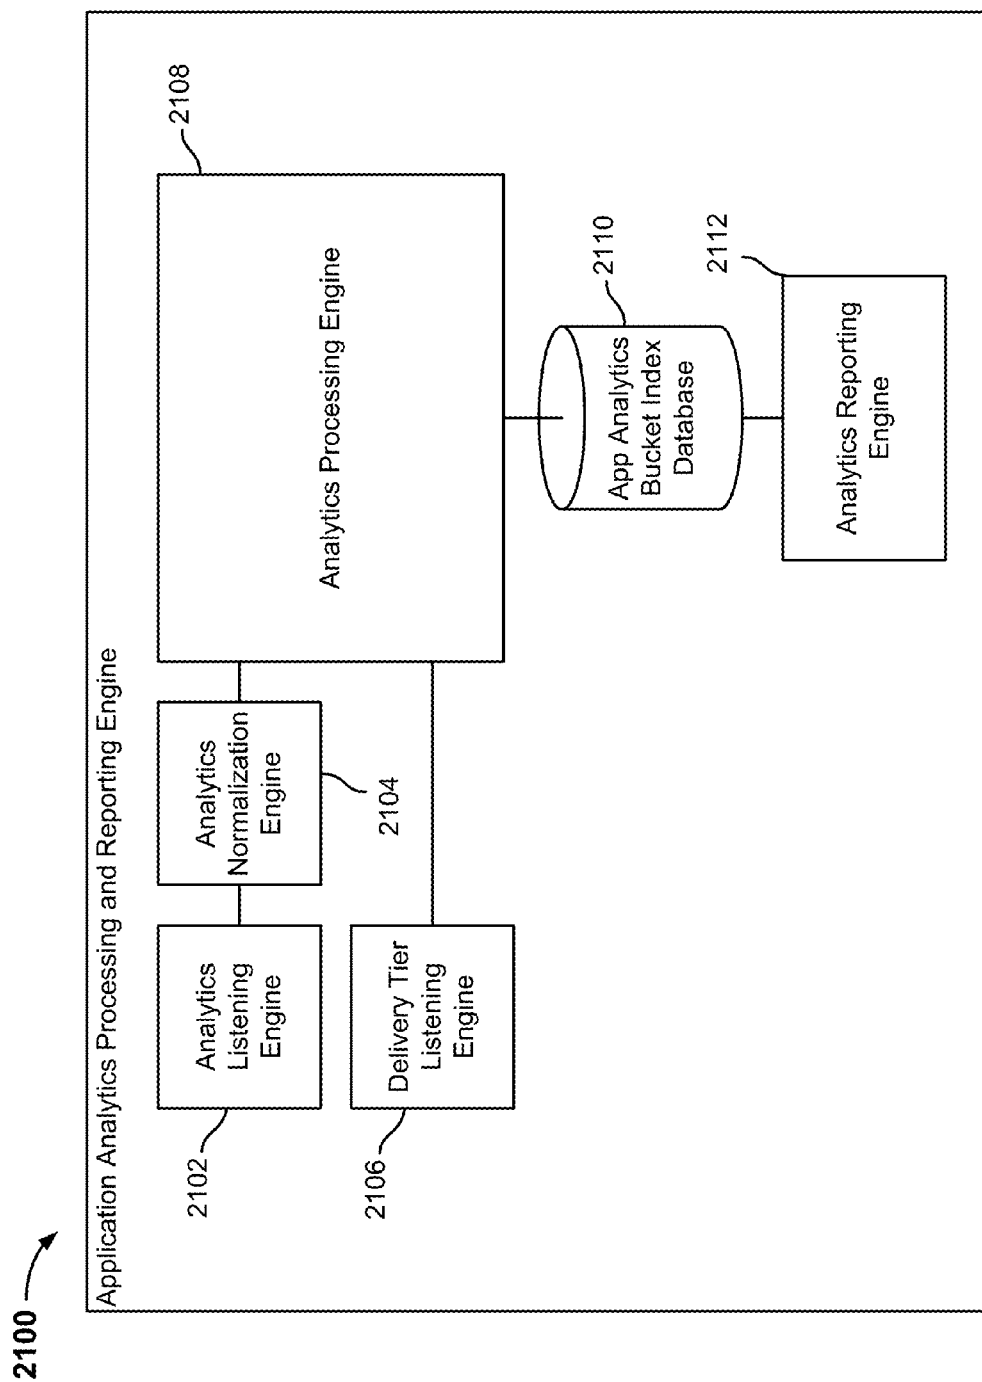 2100
Application Analytics Processing and Reporting Engine
2102
Analytics
Listening
Engine
Analytics
Normalization
Engine
2104
2106
Delivery Tier
Listening
Engine
Analytics Processing Engine
2108
App Analytics
Bucket Index
Database
2110
Analytics Reporting
Engine
2112